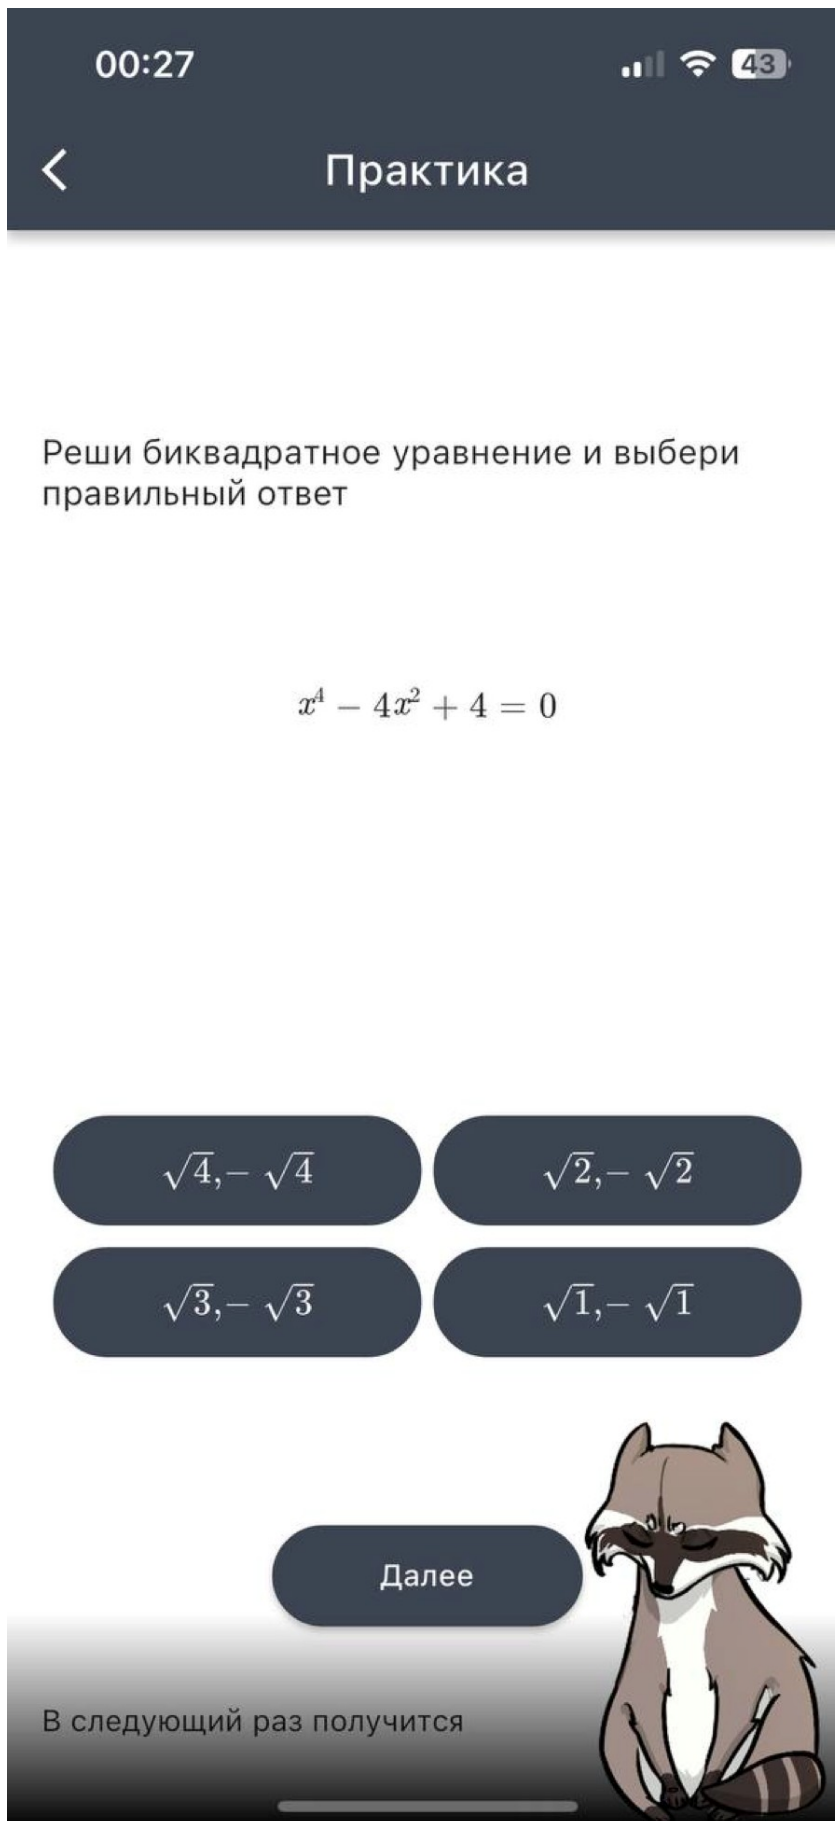 00:27
43
Практика
Реши биквадратное уравнение и выбери
правильный ответ
x⁴ − 4x² + 4 = 0
√4,− √4
√2,− √2
√3,− √3
√1,− √1
Далее
В следующий раз получится